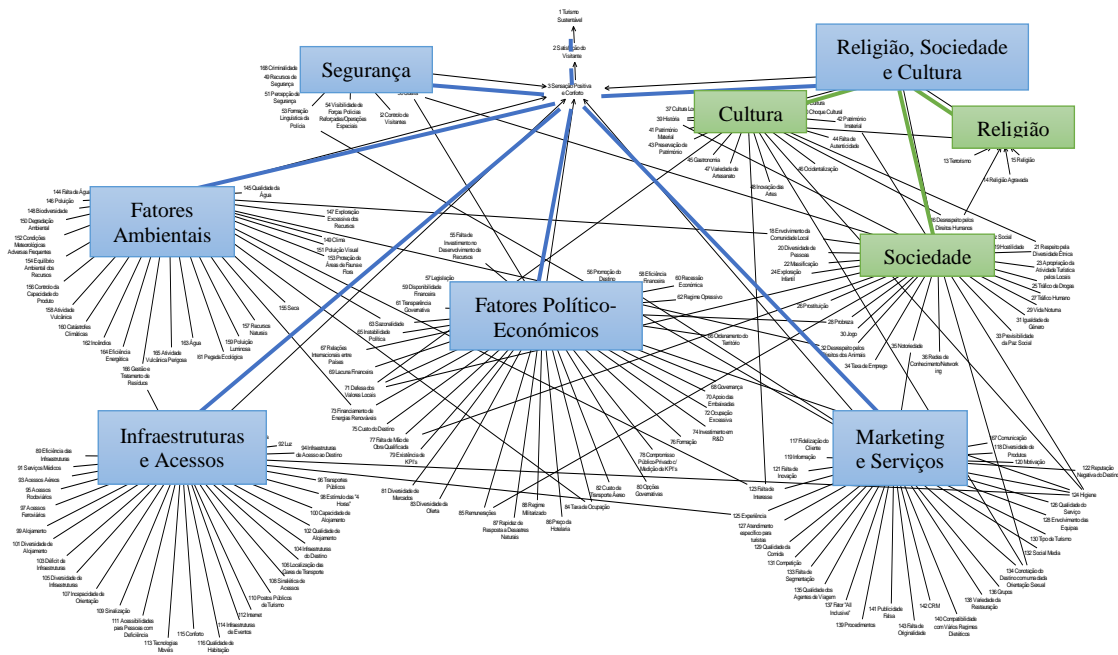 1 Turismo
Sustentável
2 Satisfação do
Visitante
3 Sensação Positiva
e Conforto
Segurança
168 Criminalidade
49 Recursos de
Segurança
51 Percepção de
Segurança
53 Formação
Linguística da
Polícia
54 Visibilidade de
Forças Policias
Reforçadas/Operações
Especiais
52 Controlo de
Visitantes
Religião, Sociedade
e Cultura
Cultura
37 Cultura
39 História
41 Património
Material
43 Preservação de
Património
45 Gastronomia
47 Variedade de
Artesanato
48 Inovação das
Artes
46 Ocidentalização
44 Falta de
Autenticidade
42 Património
Imaterial
Choque Cultural
Cultura
Religião
13 Terrorismo
15 Religião
14 Religião Agravada
16 Desrespeito pelos
Direitos Humanos
Sociedade
Social
19 Hostilidade
18 Envolvimento da
Comunidade Local
20 Diversidade de
Pessoas
22 Massificação
24 Exploração
Infantil
26 Prostituição
28 Pobreza
30 Jogo
32 Desrespeito pelos
Direitos dos Animais
34 Taxa de Emprego
35 Notoriedade
36 Redes de
Conhecimento/Network
ing
21 Respeito pela
Diversidade Étnica
23 Apropriação da
Atividade Turística
pelos Locais
25 Tráfico de Drogas
27 Tráfico Humano
29 Vida Noturna
31 Igualdade de
Género
33 Previsibilidade
da Paz Social
Fatores
Ambientais
144 Falta de Água
146 Poluição
148 Biodiversidade
150 Degradação
Ambiental
152 Condições
Meteorológicas
Adversas Frequentes
154 Equilíbrio
Ambiental dos
Recursos
156 Controlo da
Capacidade do
Produto
158 Atividade
Vulcânica
160 Catástrofes
Climáticas
162 Incêndios
164 Eficiência
Energética
166 Gestão e
Tratamento de
Resíduos
165 Atividade
Vulcânica Perigosa
163 Água
161 Pegada Ecológica
159 Poluição
Luminosa
157 Recursos
Naturais
155 Seca
145 Qualidade da
Água
147 Exploração
Excessiva dos
Recursos
149 Clima
151 Poluição Visual
153 Proteção de
Áreas de Fauna e
Flora
Fatores Político-
Económicos
55 Falta de
Investimento no
Desenvolvimento de
Recursos
56 Promoção do
Destino
57 Legislação
58 Eficiência
Financeira
59 Disponibilidade
Financeira
60 Recessão
Económica
61 Transparência
Governativa
62 Regime Opressivo
63 Sazonalidade
65 Instabilidade
Política
66 Ordenamento do
Território
67 Relações
Internacionais entre
Países
68 Governança
69 Lacuna Financeira
70 Apoio das
Embaixadas
71 Defesa dos
Valores Locais
72 Ocupação
Excessiva
73 Financiamento de
Energias Renováveis
74 Investimento em
R&D
75 Custo do Destino
76 Formação
77 Falta de Mão de
Obra Qualificada
78 Compromisso
Público-Privado c/
Medição de KPI's
79 Existência de
KPI's
80 Opções
Governativas
81 Diversidade de
Mercados
82 Custo de
Transporte Aéreo
83 Diversidade da
Oferta
84 Taxa de Ocupação
85 Remunerações
86 Preço da
Hotelaria
87 Rapidez de
Resposta a Desastres
Naturais
88 Regime
Militarizado
Infraestruturas
e Acessos
89 Eficiência das
Infraestruturas
91 Serviços Médicos
92 Luz
93 Acessos Aéreos
94 Infraestruturas
de Acesso ao Destino
95 Acessos
Rodoviários
96 Transportes
Públicos
97 Acessos
Ferroviários
98 Estímulo das "4
Horas"
99 Alojamento
100 Capacidade de
Alojamento
101 Diversidade de
Alojamento
102 Qualidade do
Alojamento
103 Déficit de
Infraestruturas
104 Infraestruturas
do Destino
105 Diversidade de
Infraestruturas
106 Localização das
Gares de Transporte
107 Incapacidade de
Orientação
108 Sinalética de
Acessos
109 Sinalização
110 Postos Públicos
de Turismo
111 Acessibilidades
para Pessoas com
Deficiência
112 Internet
113 Tecnologias
Movéis
114 Infraestruturas
de Eventos
115 Conforto
116 Qualidade de
Habitação
Marketing
e Serviços
117 Fidelização do
Cliente
118 Diversidade de
Produtos
119 Informação
120 Motivação
121 Falta de
Inovação
122 Reputação
Negativa do Destino
123 Falta de
Interesse
124 Higiene
125 Experiência
126 Qualidade do
Serviço
127 Atendimento
específico para
turistas
128 Envolvimento das
Equipas
129 Qualidade da
Comida
130 Tipo de Turismo
131 Competição
132 Social Media
133 Falta de
Segmentação
134 Conotação do
Destino com uma dada
Orientação Sexual
135 Qualidade dos
Agentes de Viagem
136 Grupos
137 Fator "All
Inclusive"
138 Variedade da
Restauração
139 Procedimentos
140 Compatibilidade
com Vários Regimes
Dietéticos
141 Publicidade
Falsa
142 CRM
143 Falta de
Originalidade
167 Comunicação